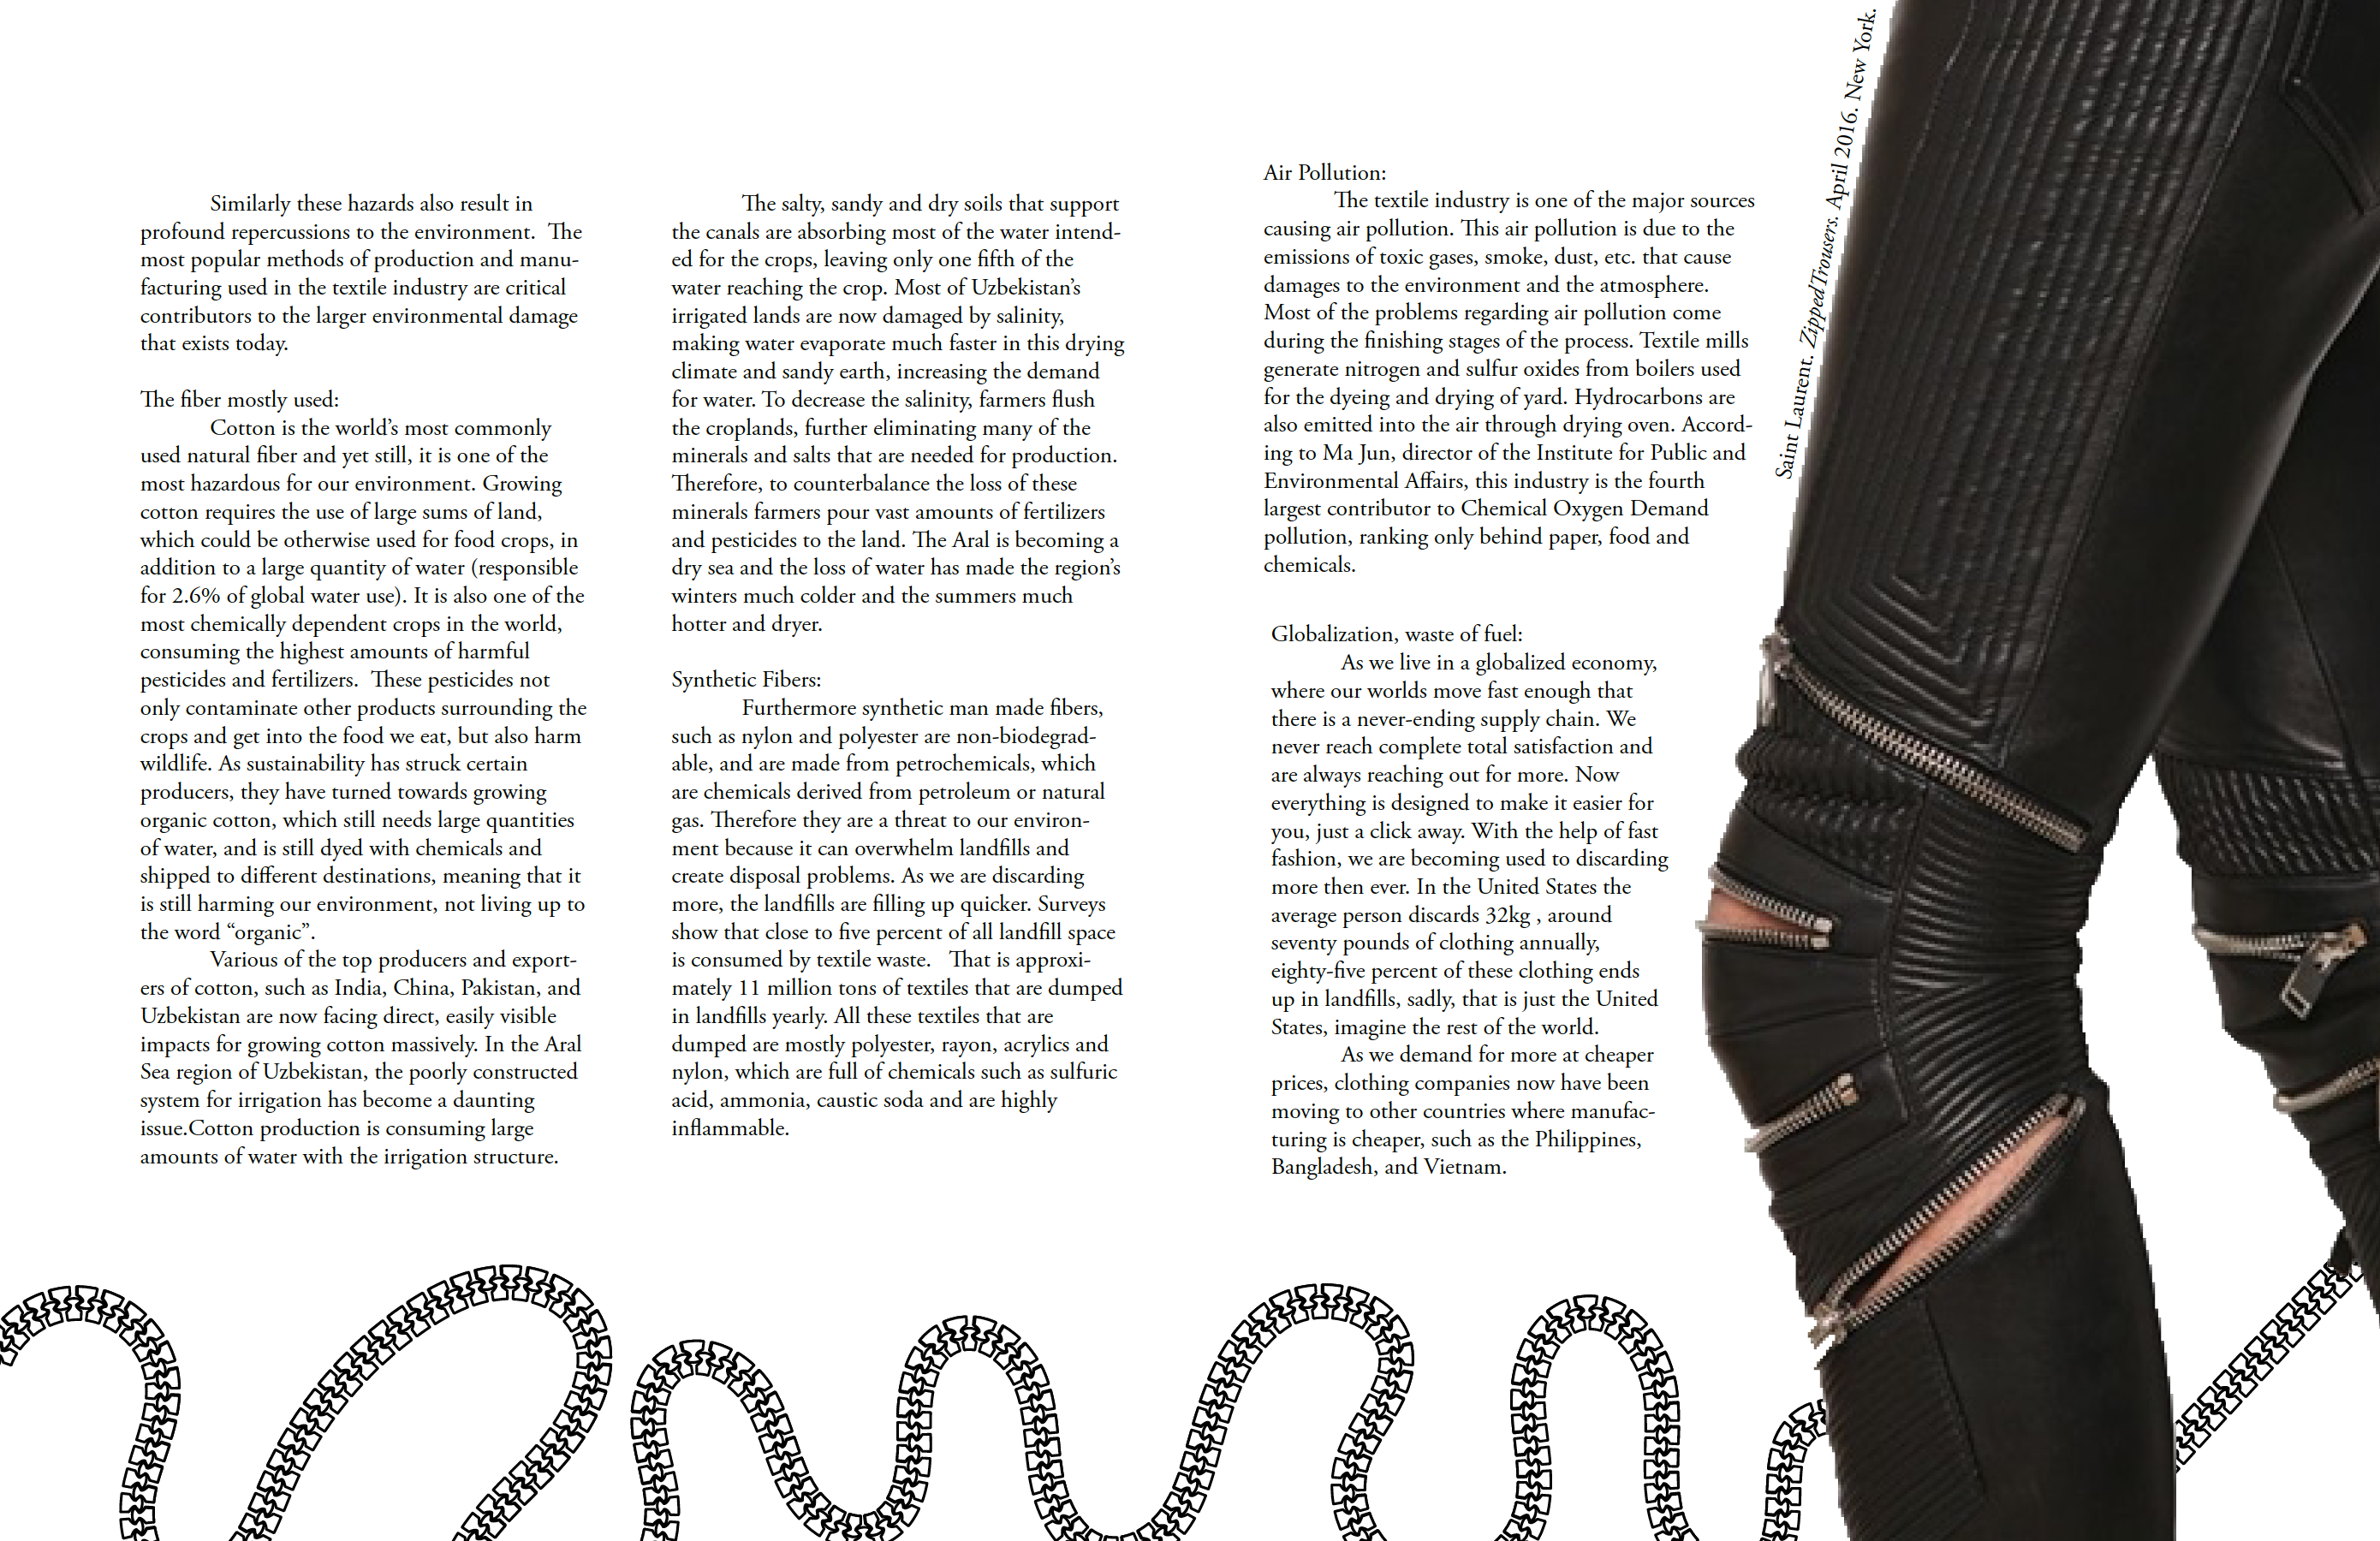 Similarly these hazards also result in
profound repercussions to the environment.  The
most popular methods of production and manu-
facturing used in the textile industry are critical
contributors to the larger environmental damage
that exists today.
The fiber mostly used:
Cotton is the world’s most commonly
used natural fiber and yet still, it is one of the
most hazardous for our environment. Growing
cotton requires the use of large sums of land,
which could be otherwise used for food crops, in
addition to a large quantity of water (responsible
for 2.6% of global water use). It is also one of the
most chemically dependent crops in the world,
consuming the highest amounts of harmful
pesticides and fertilizers.  These pesticides not
only contaminate other products surrounding the
crops and get into the food we eat, but also harm
wildlife. As sustainability has struck certain
producers, they have turned towards growing
organic cotton, which still needs large quantities
of water, and is still dyed with chemicals and
shipped to different destinations, meaning that it
is still harming our environment, not living up to
the word “organic”.
Various of the top producers and export-
ers of cotton, such as India, China, Pakistan, and
Uzbekistan are now facing direct, easily visible
impacts for growing cotton massively. In the Aral
Sea region of Uzbekistan, the poorly constructed
system for irrigation has become a daunting
issue.Cotton production is consuming large
amounts of water with the irrigation structure.
The salty, sandy and dry soils that support
the canals are absorbing most of the water intend-
ed for the crops, leaving only one fifth of the
water reaching the crop. Most of Uzbekistan’s
irrigated lands are now damaged by salinity,
making water evaporate much faster in this drying
climate and sandy earth, increasing the demand
for water. To decrease the salinity, farmers flush
the croplands, further eliminating many of the
minerals and salts that are needed for production.
Therefore, to counterbalance the loss of these
minerals farmers pour vast amounts of fertilizers
and pesticides to the land. The Aral is becoming a
dry sea and the loss of water has made the region’s
winters much colder and the summers much
hotter and dryer.
Synthetic Fibers:
Furthermore synthetic man made fibers,
such as nylon and polyester are non-biodegrad-
able, and are made from petrochemicals, which
are chemicals derived from petroleum or natural
gas. Therefore they are a threat to our environ-
ment because it can overwhelm landfills and
create disposal problems. As we are discarding
more, the landfills are filling up quicker. Surveys
show that close to five percent of all landfill space
is consumed by textile waste.   That is approxi-
mately 11 million tons of textiles that are dumped
in landfills yearly. All these textiles that are
dumped are mostly polyester, rayon, acrylics and
nylon, which are full of chemicals such as sulfuric
acid, ammonia, caustic soda and are highly
inflammable.
Air Pollution:
The textile industry is one of the major sources
causing air pollution. This air pollution is due to the
emissions of toxic gases, smoke, dust, etc. that cause
damages to the environment and the atmosphere.
Most of the problems regarding air pollution come
during the finishing stages of the process. Textile mills
generate nitrogen and sulfur oxides from boilers used
for the dyeing and drying of yard. Hydrocarbons are
also emitted into the air through drying oven. Accord-
ing to Ma Jun, director of the Institute for Public and
Environmental Affairs, this industry is the fourth
largest contributor to Chemical Oxygen Demand
pollution, ranking only behind paper, food and
chemicals.
Globalization, waste of fuel:
As we live in a globalized economy,
where our worlds move fast enough that
there is a never-ending supply chain. We
never reach complete total satisfaction and
are always reaching out for more. Now
everything is designed to make it easier for
you, just a click away. With the help of fast
fashion, we are becoming used to discarding
more then ever. In the United States the
average person discards 32kg , around
seventy pounds of clothing annually,
eighty-five percent of these clothing ends
up in landfills, sadly, that is just the United
States, imagine the rest of the world.
As we demand for more at cheaper
prices, clothing companies now have been
moving to other countries where manufac-
turing is cheaper, such as the Philippines,
Bangladesh, and Vietnam.
Saint Laurent. ZippedTrousers. April 2016. New York.